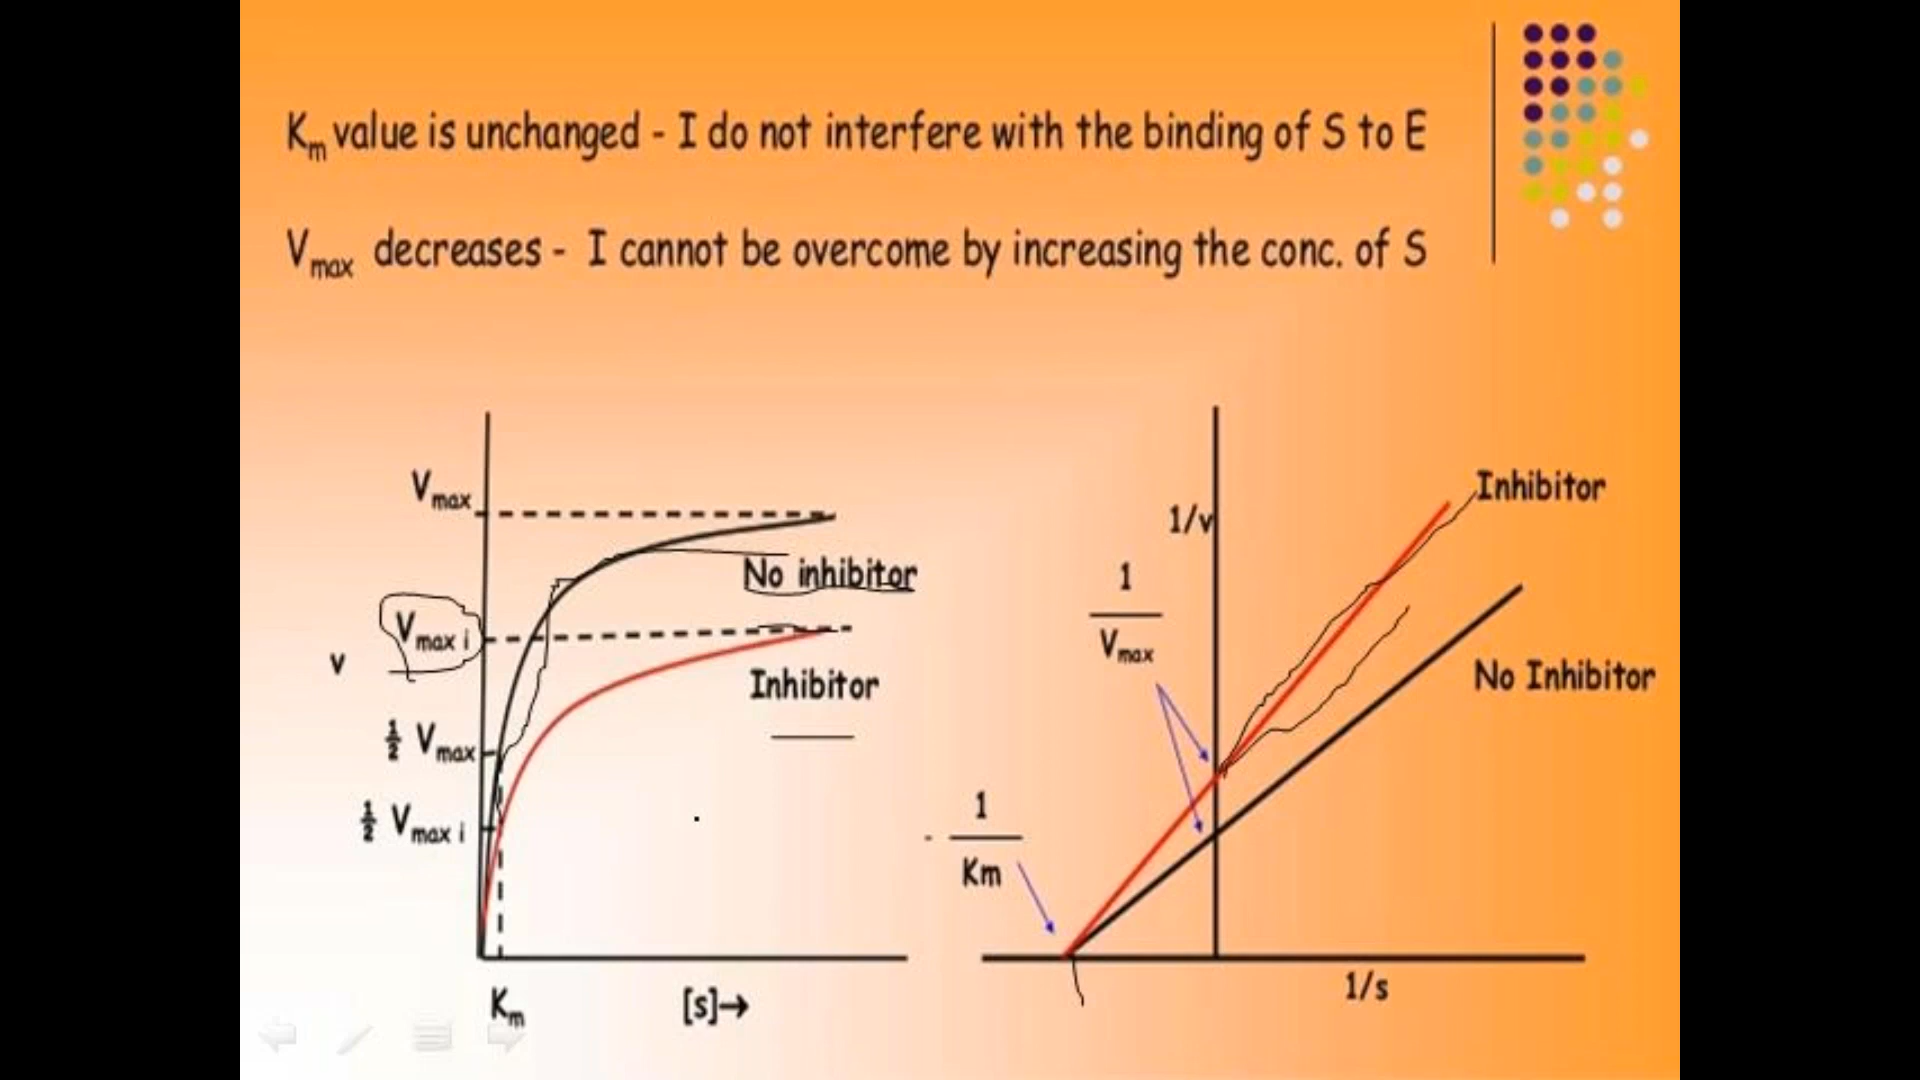 Km value is unchanged - I do not interfere with the binding of S to E
Vmax decreases - I cannot be overcome by increasing the conc. of S
Vmax
No inhibitor
Vmax i
v
Inhibitor
½ Vmax
½ Vmax i
Km
[s]→
Inhibitor
1/v
1
Vmax
No Inhibitor
- 1
Km
1/s